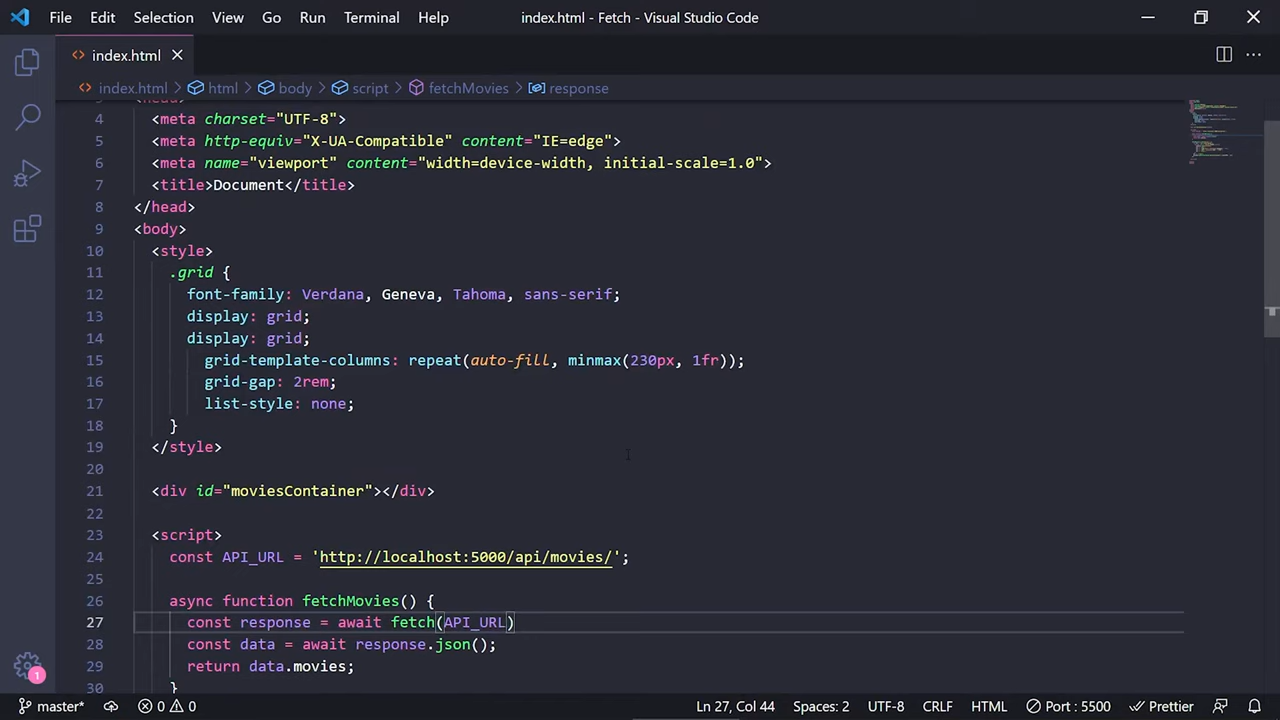 File Edit Selection View Go Run Terminal Help index.html - Fetch - Visual Studio Code
index.html
index.html > html > body > script > fetchMovies > response
<head>
4 <meta charset="UTF-8">
5 <meta http-equiv="X-UA-Compatible" content="IE=edge">
6 <meta name="viewport" content="width=device-width, initial-scale=1.0">
7 <title>Document</title>
8 </head>
9 <body>
10 <style>
11 .grid {
12 font-family: Verdana, Geneva, Tahoma, sans-serif;
13 display: grid;
14 display: grid;
15 grid-template-columns: repeat(auto-fill, minmax(230px, 1fr));
16 grid-gap: 2rem;
17 list-style: none;
18 }
19 </style>
20
21 <div id="moviesContainer"></div>
22
23 <script>
24 const API_URL = 'http://localhost:5000/api/movies/';
25
26 async function fetchMovies() {
27 const response = await fetch(API_URL)
28 const data = await response.json();
29 return data.movies;
30 }
1
master* 0 0 Ln 27, Col 44 Spaces: 2 UTF-8 CRLF HTML Port : 5500 Prettier